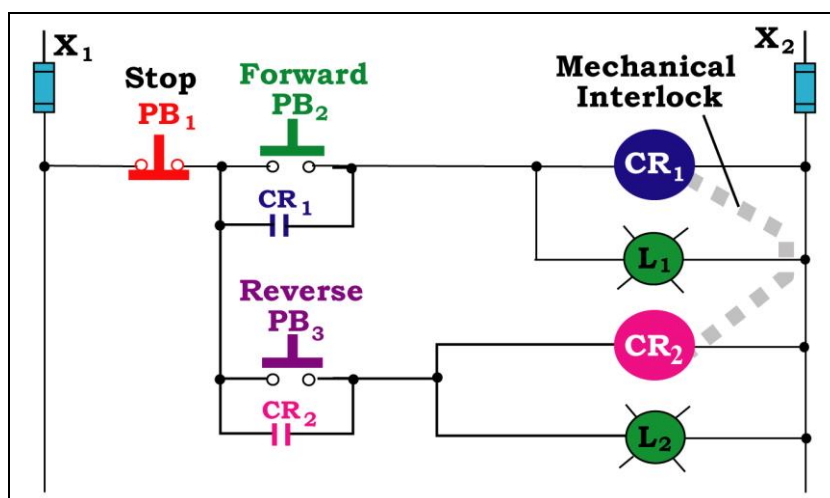 X₁
X₂
Stop
PB₁
Forward
PB₂
Mechanical
Interlock
CR₁
CR₁
L₁
Reverse
PB₃
CR₂
CR₂
L₂